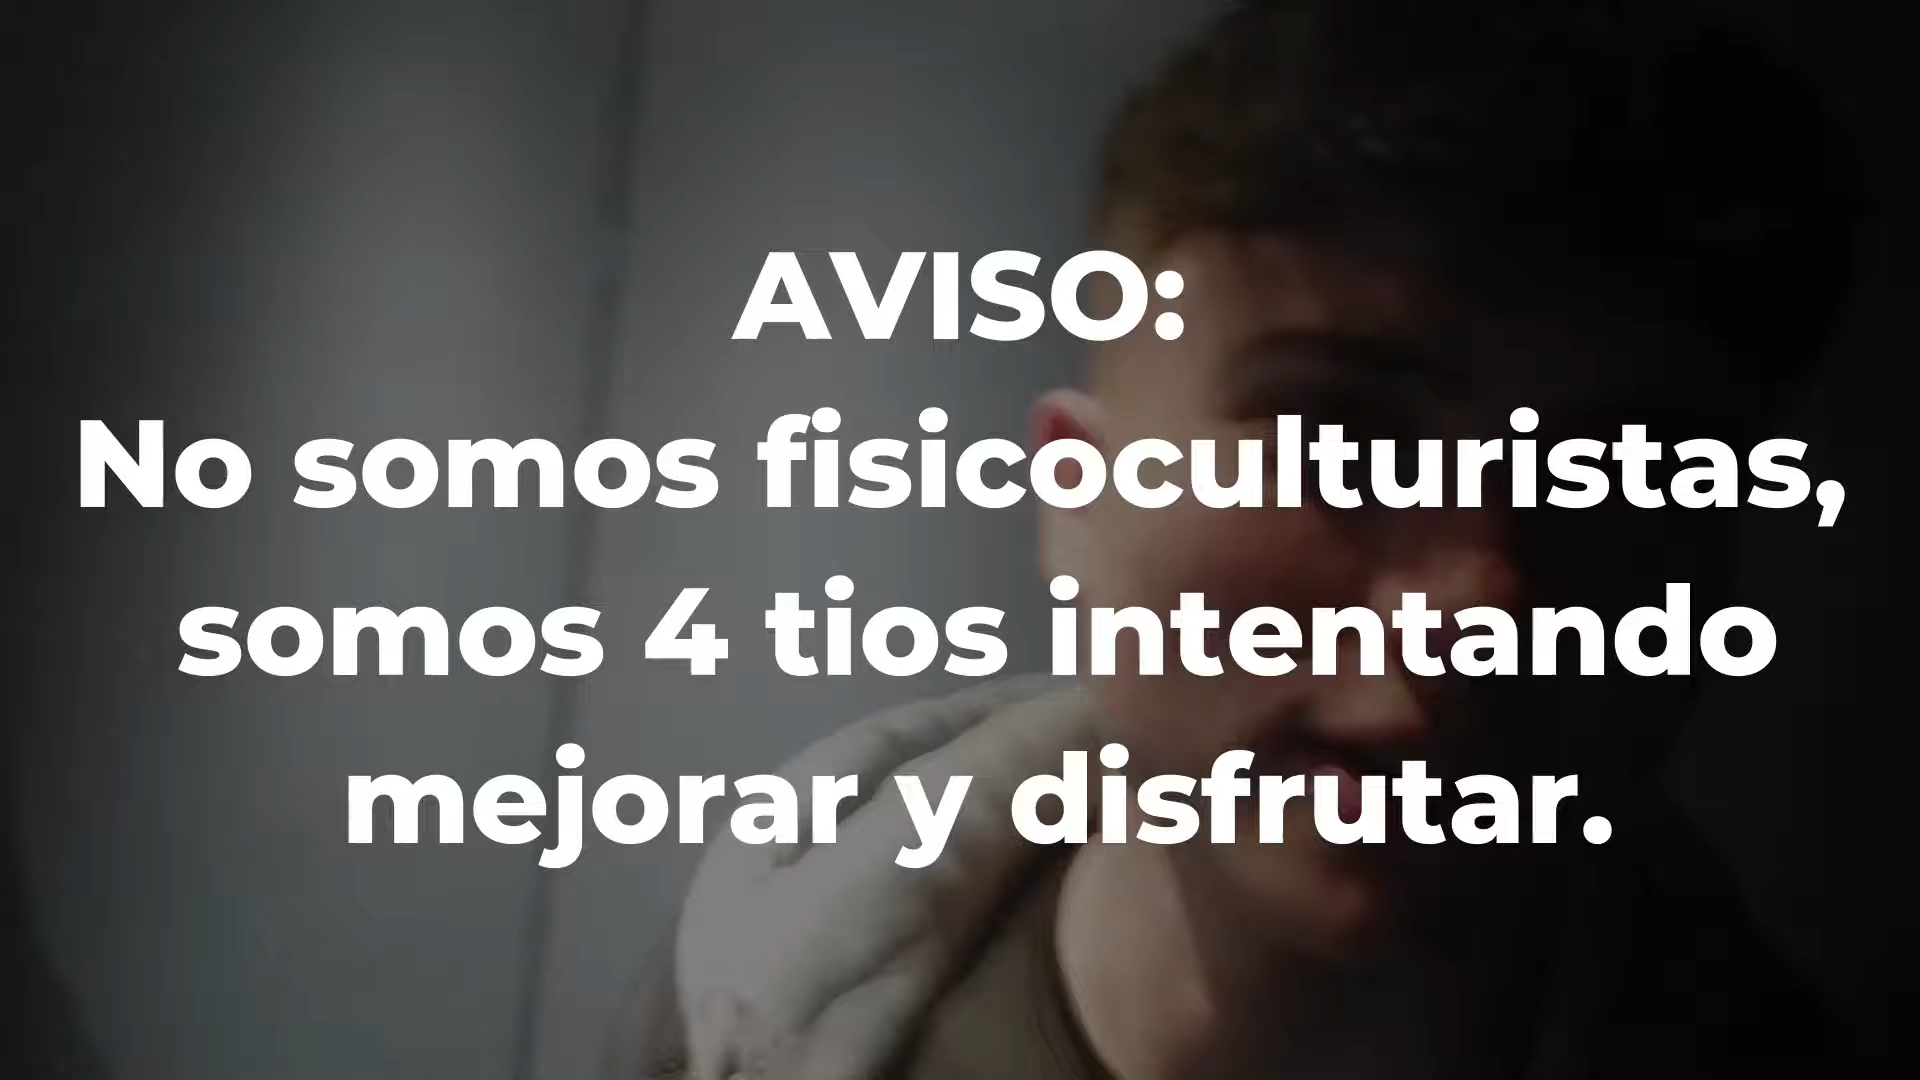 AVISO:
No somos fisicoculturistas,
somos 4 tios intentando
mejorar y disfrutar.